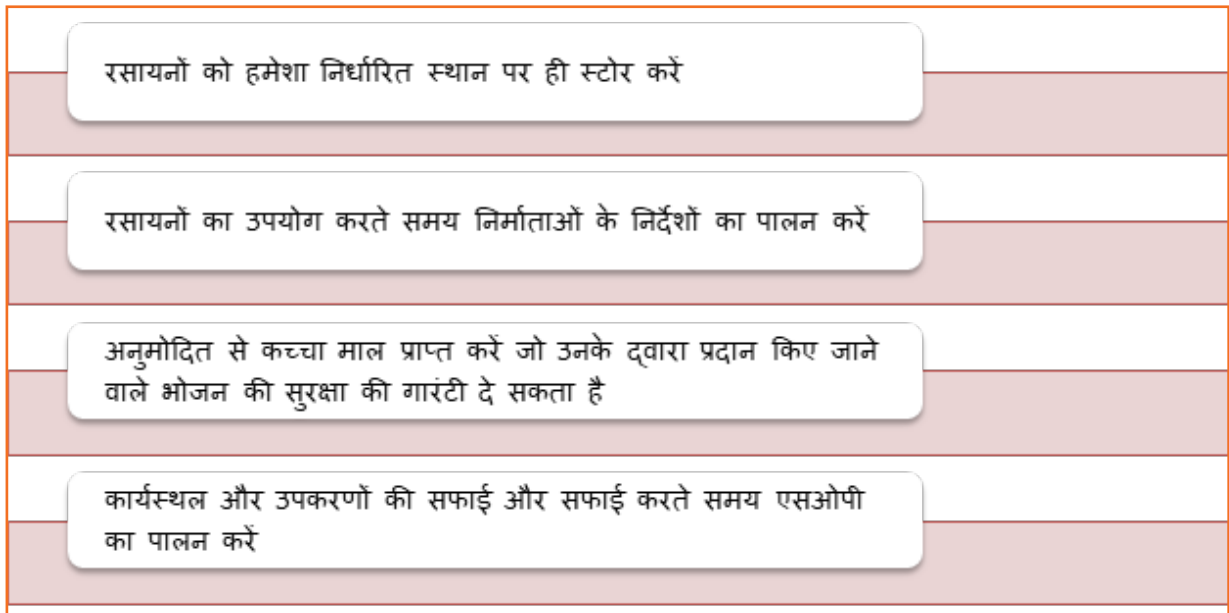 रसायनों को हमेशा निर्धारित स्थान पर ही स्टोर करें
रसायनों का उपयोग करते समय निर्माताओं के निर्देशों का पालन करें
अनुमोदित से कच्चा माल प्राप्त करें जो उनके द्वारा प्रदान किए जाने
वाले भोजन की सुरक्षा की गारंटी दे सकता है
कार्यस्थल और उपकरणों की सफाई और सफाई करते समय एसओपी
का पालन करें